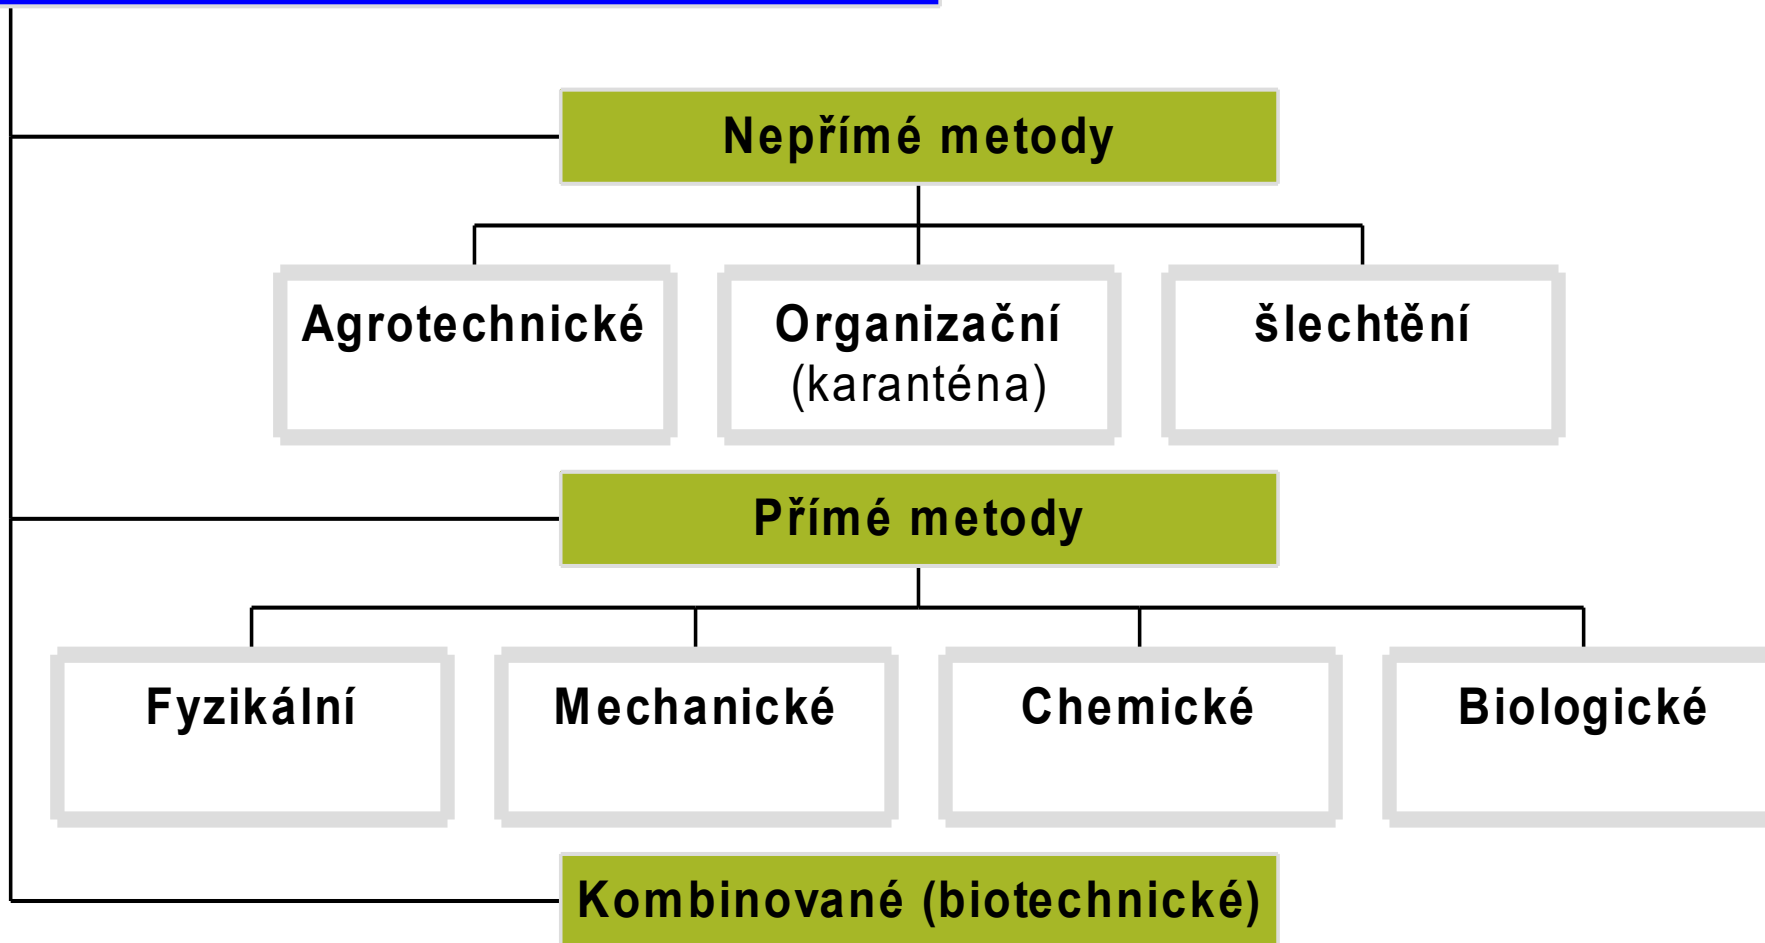 Nepřímé metody
Agrotechnické
Organizační
(karanténa)
šlechtění
Přímé metody
Fyzikální
Mechanické
Chemické
Biologické
Kombinované (biotechnické)